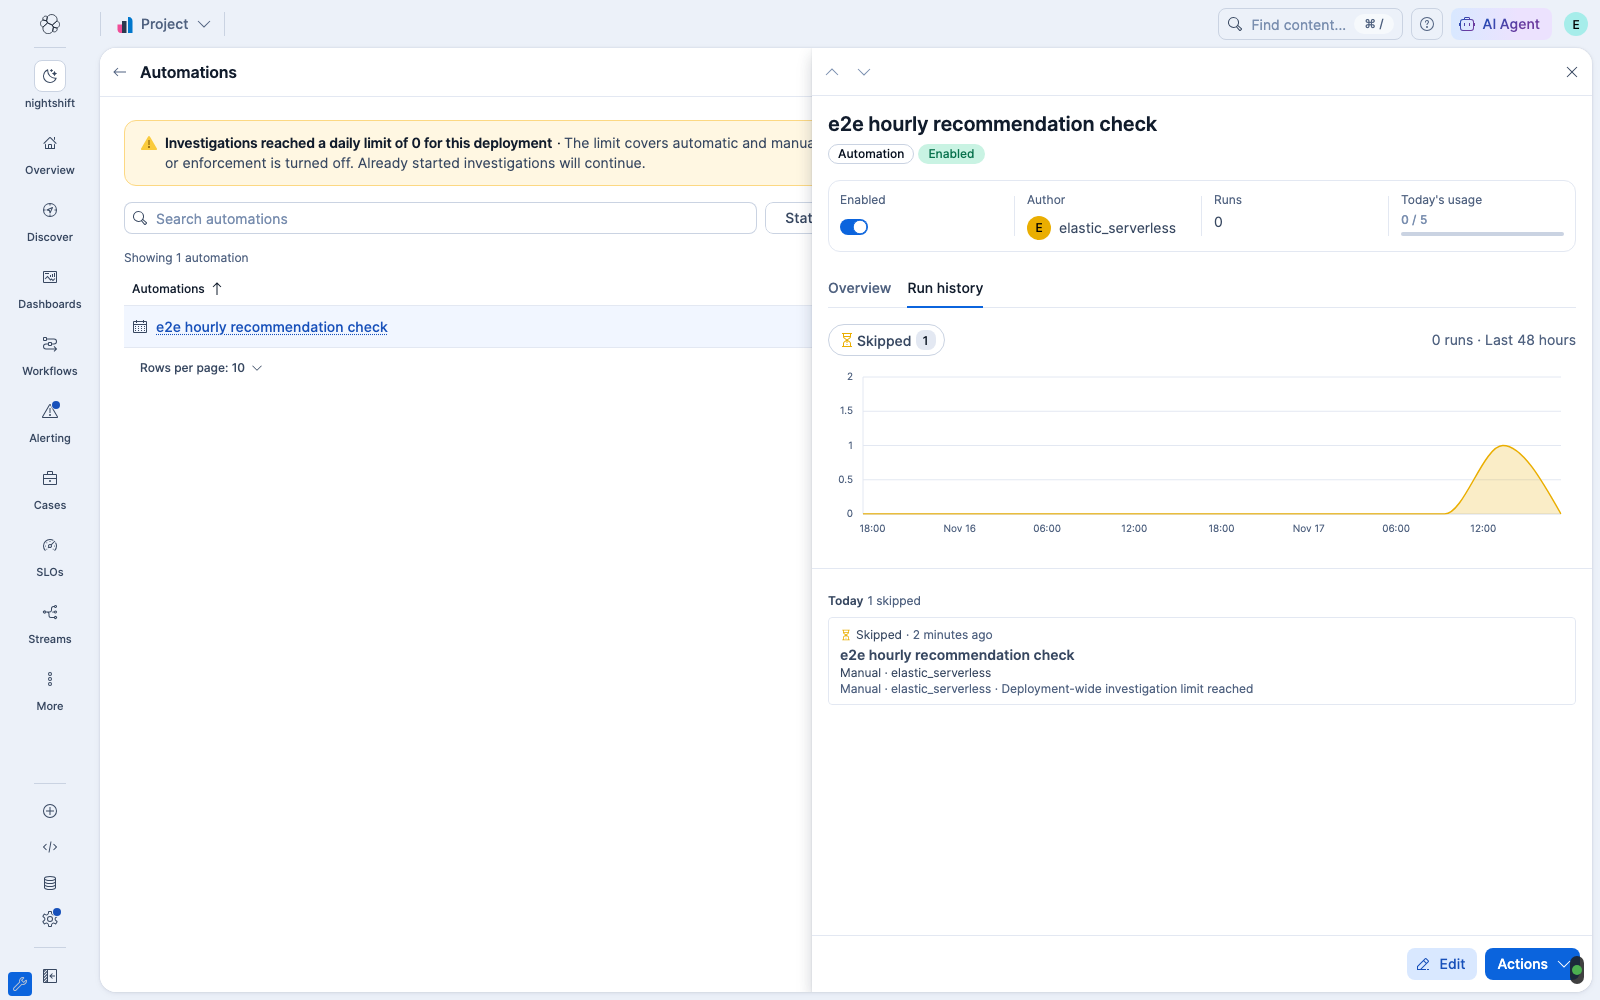 Project
Find content...
⌘ /
AI Agent
E
nightshift
Overview
Discover
Dashboards
Workflows
Alerting
Cases
SLOs
Streams
More
Automations
Investigations reached a daily limit of 0 for this deployment · The limit covers automatic and manua
or enforcement is turned off. Already started investigations will continue.
Search automations
Stat
Showing 1 automation
Automations
e2e hourly recommendation check
Rows per page: 10
e2e hourly recommendation check
Automation
Enabled
Enabled
Author
E
elastic_serverless
Runs
0
Today's usage
0 / 5
Overview
Run history
Skipped 1
0 runs · Last 48 hours
2
1.5
1
0.5
0
18:00
Nov 16
06:00
12:00
18:00
Nov 17
06:00
12:00
Today 1 skipped
Skipped · 2 minutes ago
e2e hourly recommendation check
Manual · elastic_serverless
Manual · elastic_serverless · Deployment-wide investigation limit reached
Edit
Actions